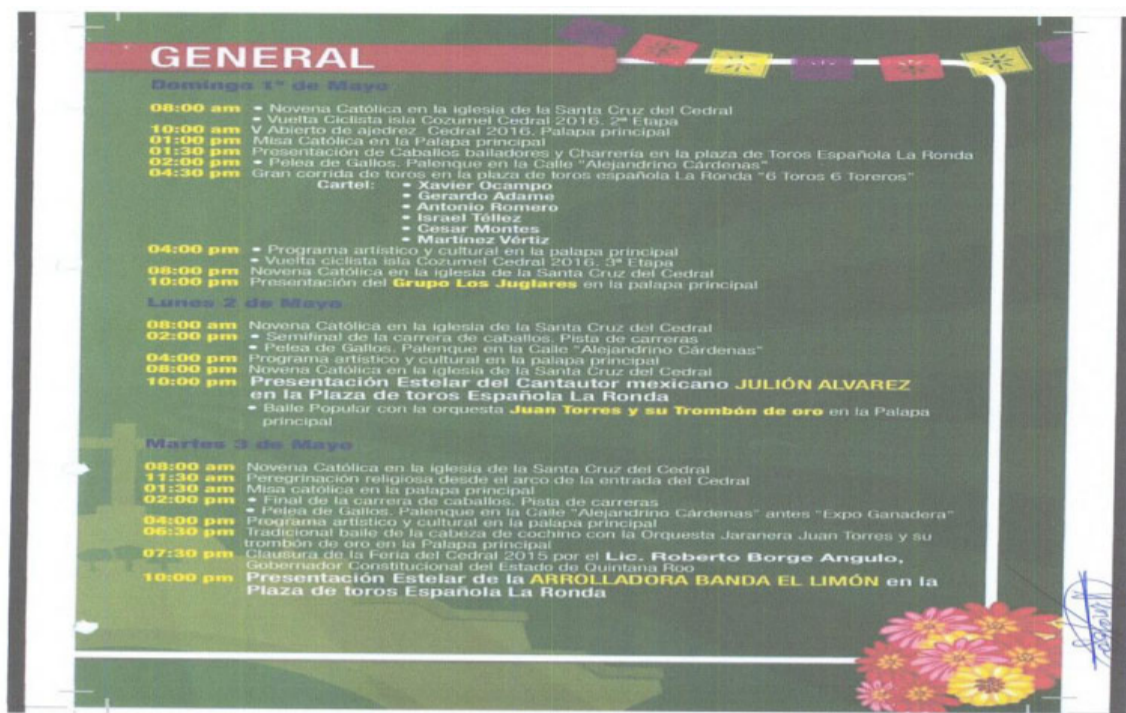 GENERAL
Domingo 1º de Mayo
08:00 am • Novena Católica en la iglesia de la Santa Cruz del Cedral
• Vuelta Ciclista isla Cozumel Cedral 2016. 2ª Etapa
10:00 am V Abierto de ajedrez Cedral 2016. Palapa principal
01:00 pm Misa Católica en la Palapa principal
01:30 pm Presentación de Caballos bailadores y Charrería en la plaza de Toros Española La Ronda
02:00 pm • Pelea de Gallos. Palenque en la Calle "Alejandrino Cárdenas"
04:30 pm Gran corrida de toros en la plaza de toros española La Ronda "6 Toros 6 Toreros"
Cartel: • Xavier Ocampo
• Gerardo Adame
• Antonio Romero
• Israel Téllez
• Cesar Montes
• Martínez Vértiz
04:00 pm • Programa artístico y cultural en la palapa principal
• Vuelta ciclista isla Cozumel Cedral 2016. 3ª Etapa
08:00 pm Novena Católica en la iglesia de la Santa Cruz del Cedral
10:00 pm Presentación del Grupo Los Juglares en la palapa principal
Lunes 2 de Mayo
08:00 am Novena Católica en la iglesia de la Santa Cruz del Cedral
02:00 pm • Semifinal de la carrera de caballos. Pista de carreras
• Pelea de Gallos. Palenque en la Calle "Alejandrino Cárdenas"
04:00 pm Programa artístico y cultural en la palapa principal
08:00 pm Novena Católica en la iglesia de la Santa Cruz del Cedral
10:00 pm Presentación Estelar del Cantautor mexicano JULIÓN ALVAREZ
en la Plaza de toros Española La Ronda
• Baile Popular con la orquesta Juan Torres y su Trombón de oro en la Palapa
principal
Martes 3 de Mayo
08:00 am Novena Católica en la iglesia de la Santa Cruz del Cedral
11:30 am Peregrinación religiosa desde el arco de la entrada del Cedral
01:30 am Misa católica en la palapa principal
02:00 pm • Final de la carrera de caballos. Pista de carreras
• Pelea de Gallos. Palenque en la Calle "Alejandrino Cárdenas" antes "Expo Ganadera"
04:00 pm Programa artístico y cultural en la palapa principal
06:30 pm Tradicional baile de la cabeza de cochino con la Orquesta Jaranera Juan Torres y su
trombón de oro en la Palapa principal
07:30 pm Clausura de la Feria del Cedral 2015 por el Lic. Roberto Borge Angulo,
Gobernador Constitucional del Estado de Quintana Roo
10:00 pm Presentación Estelar de la ARROLLADORA BANDA EL LIMÓN en la
Plaza de toros Española La Ronda